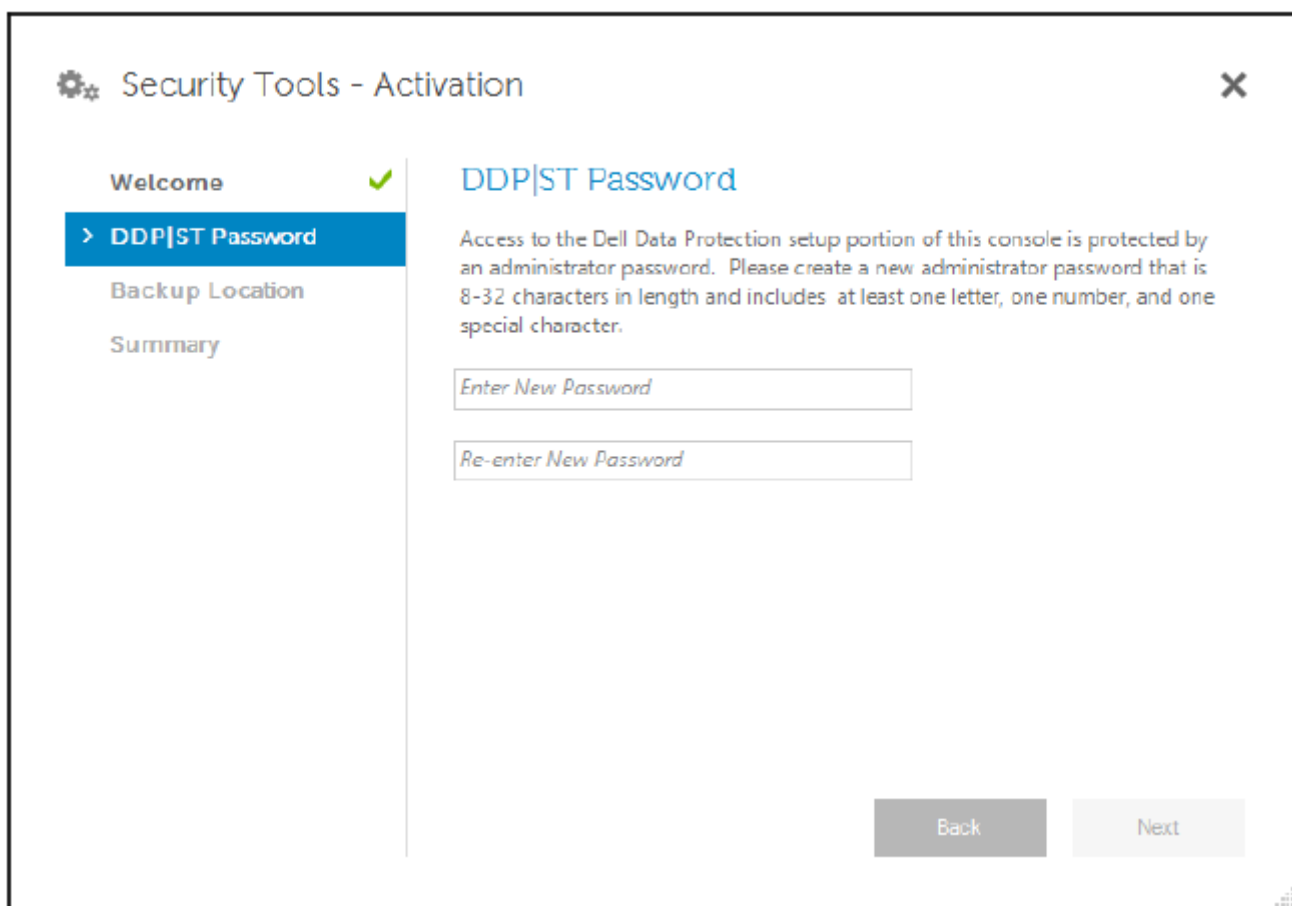 Security Tools - Activation
Welcome
DDP|ST Password
Backup Location
Summary
DDP|ST Password
Access to the Dell Data Protection setup portion of this console is protected by
an administrator password.  Please create a new administrator password that is
8-32 characters in length and includes  at least one letter, one number, and one
special character.
Enter New Password
Re-enter New Password
Back
Next